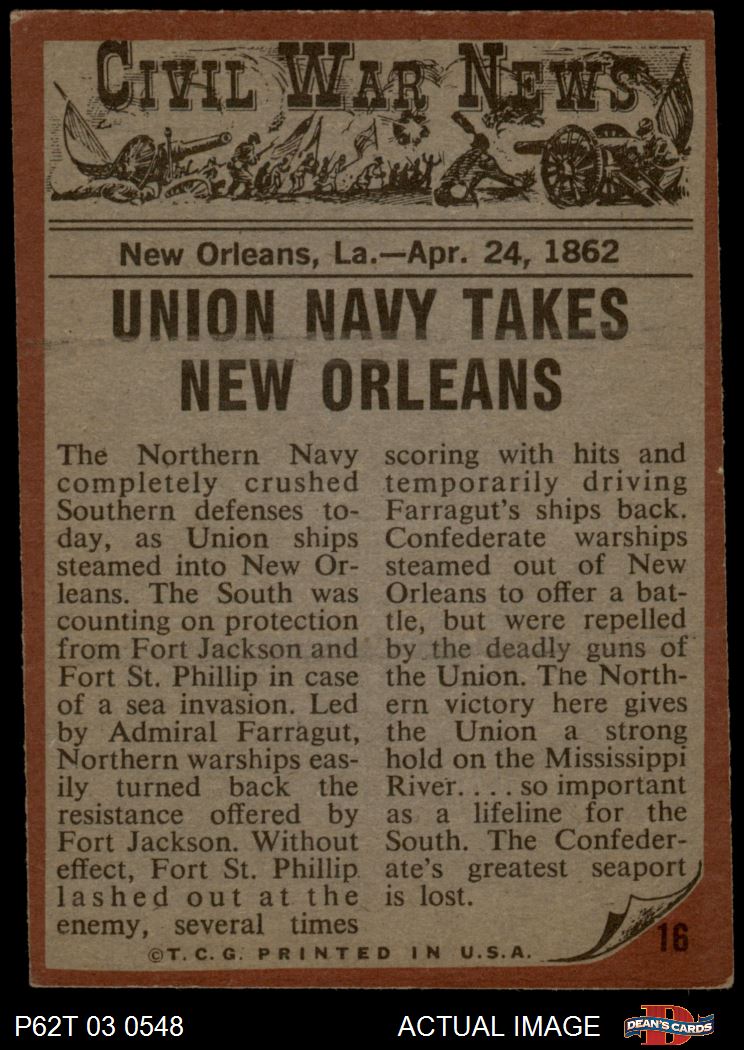 CIVIL WAR NEWS
New Orleans, La.—Apr. 24, 1862
UNION NAVY TAKES
NEW ORLEANS
The Northern Navy
completely crushed
Southern defenses to-
day, as Union ships
steamed into New Or-
leans. The South was
counting on protection
from Fort Jackson and
Fort St. Phillip in case
of a sea invasion. Led
by Admiral Farragut,
Northern warships eas-
ily turned back the
resistance offered by
Fort Jackson. Without
effect, Fort St. Phillip
lashed out at the
enemy, several times
scoring with hits and
temporarily driving
Farragut's ships back.
Confederate warships
steamed out of New
Orleans to offer a bat-
tle, but were repelled
by the deadly guns of
the Union. The North-
ern victory here gives
the Union a strong
hold on the Mississippi
River. . . . so important
as a lifeline for the
South. The Confeder-
ate's greatest seaport
is lost.
©T.C.G. PRINTED IN U.S.A.
16
P62T 03 0548
ACTUAL IMAGE
D
DEAN'S CARDS